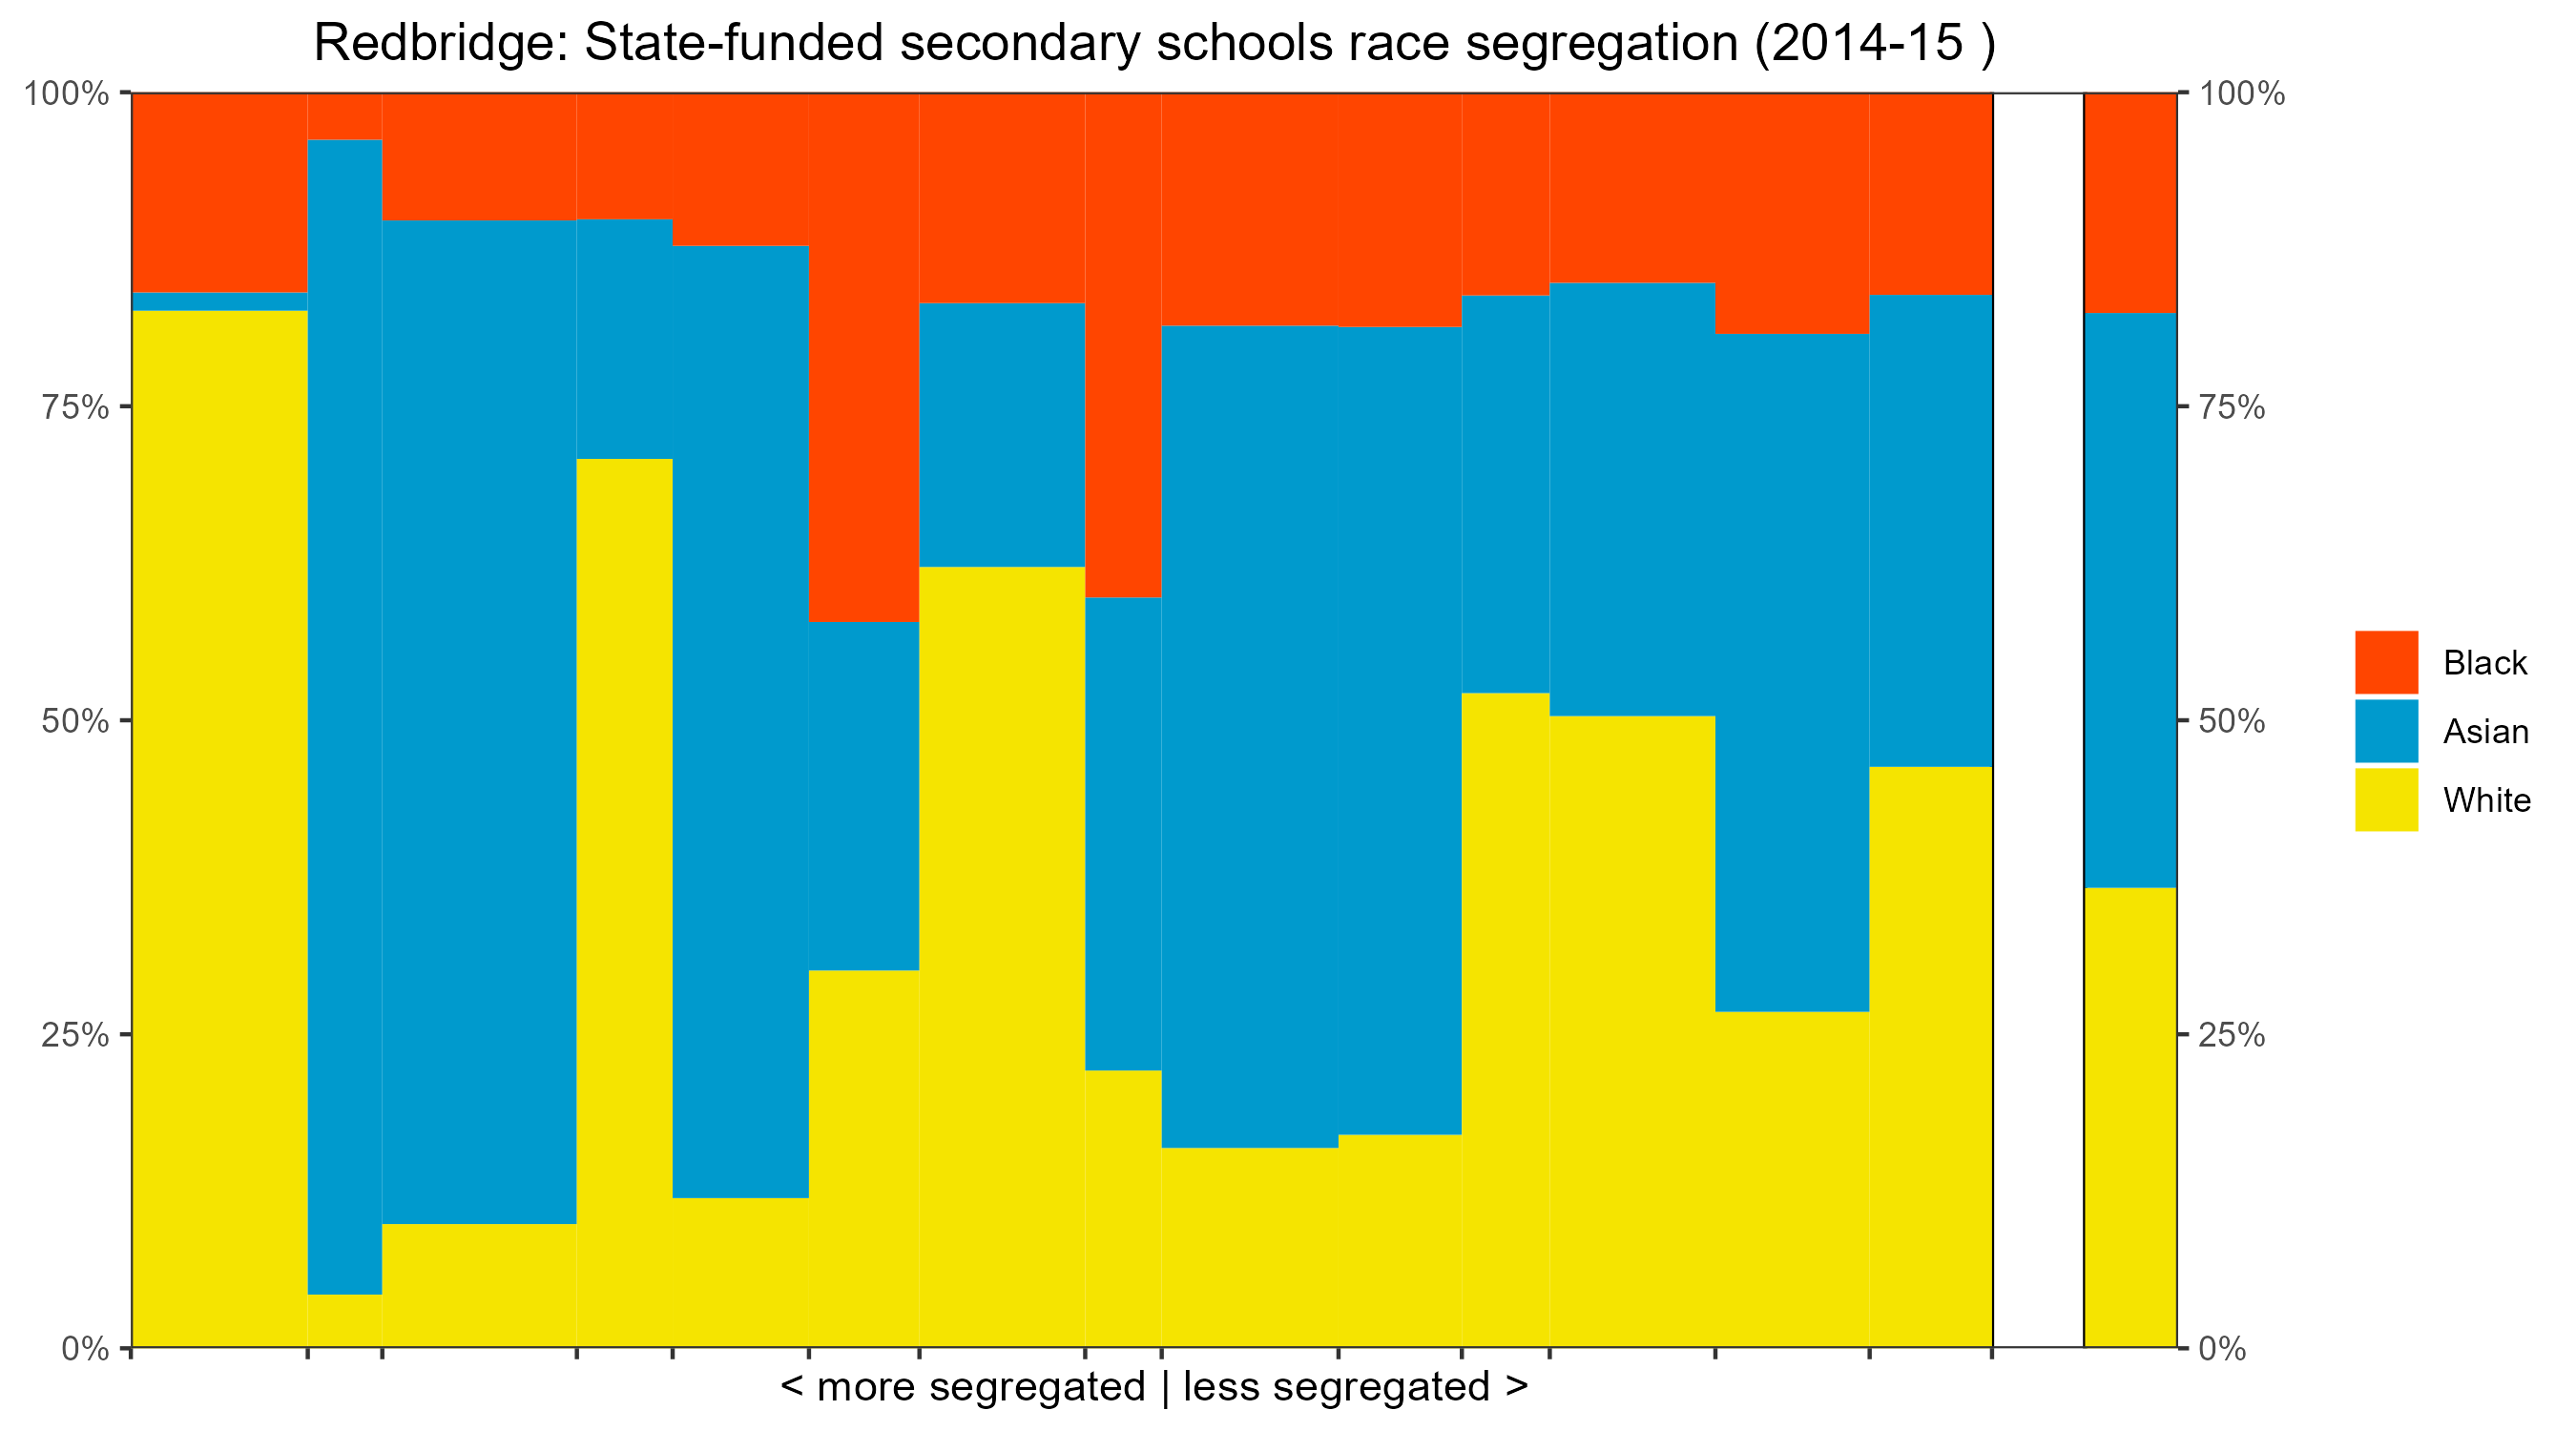 Redbridge: State-funded secondary schools race segregation (2014-15 )
100%
75%
50%
25%
0%
100%
75%
50%
25%
0%
Black
Asian
White
< more segregated | less segregated >